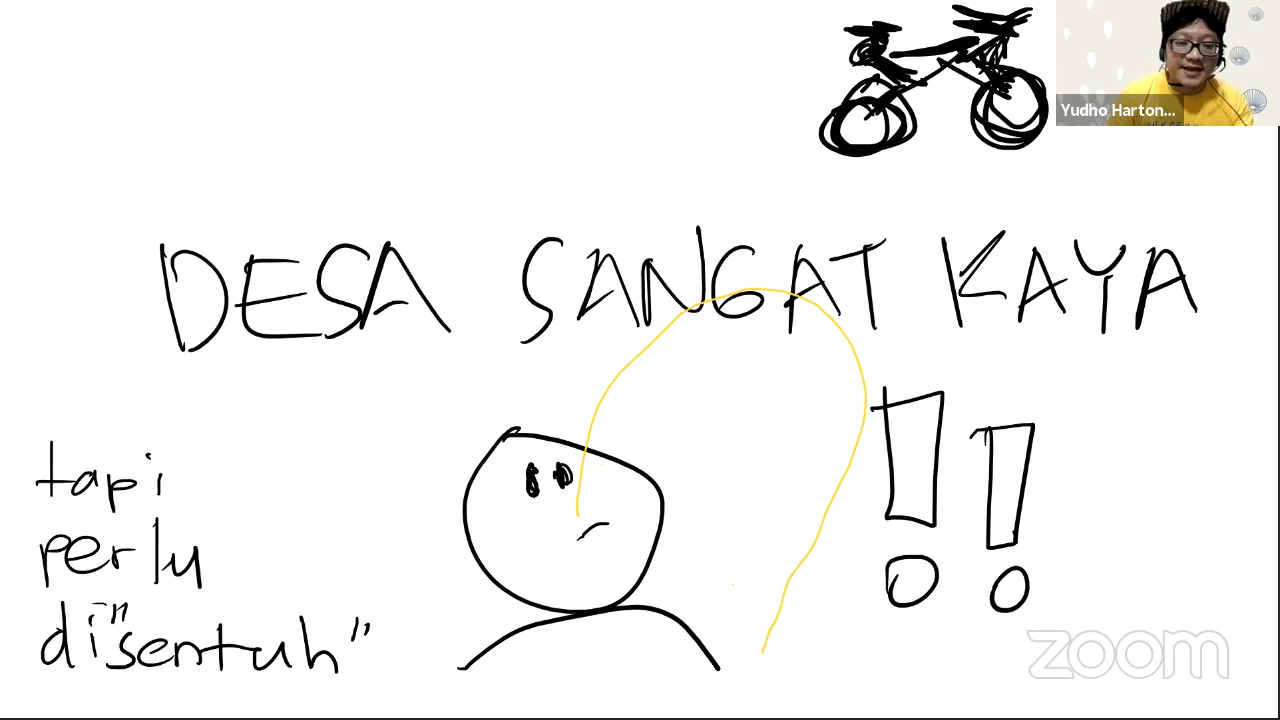 Yudho Harton...
DESA SANGAT KAYA
!!
tapi
perlu
di"sentuh"
zoom